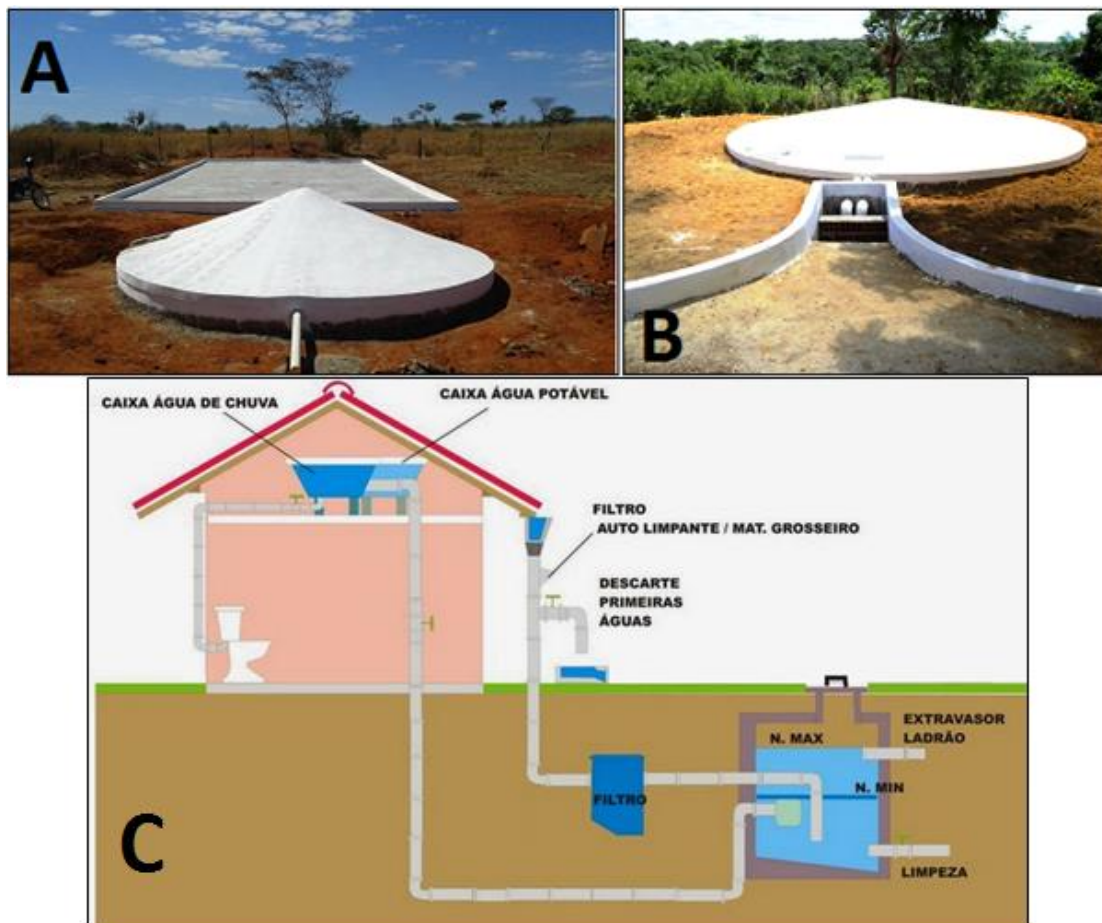 A
B
CAIXA ÁGUA DE CHUVA
CAIXA ÁGUA POTÁVEL
FILTRO
AUTO LIMPANTE / MAT. GROSSEIRO
DESCARTE
PRIMEIRAS
ÁGUAS
N. MAX
EXTRAVASOR
LADRÃO
N. MIN
FILTRO
LIMPEZA
C